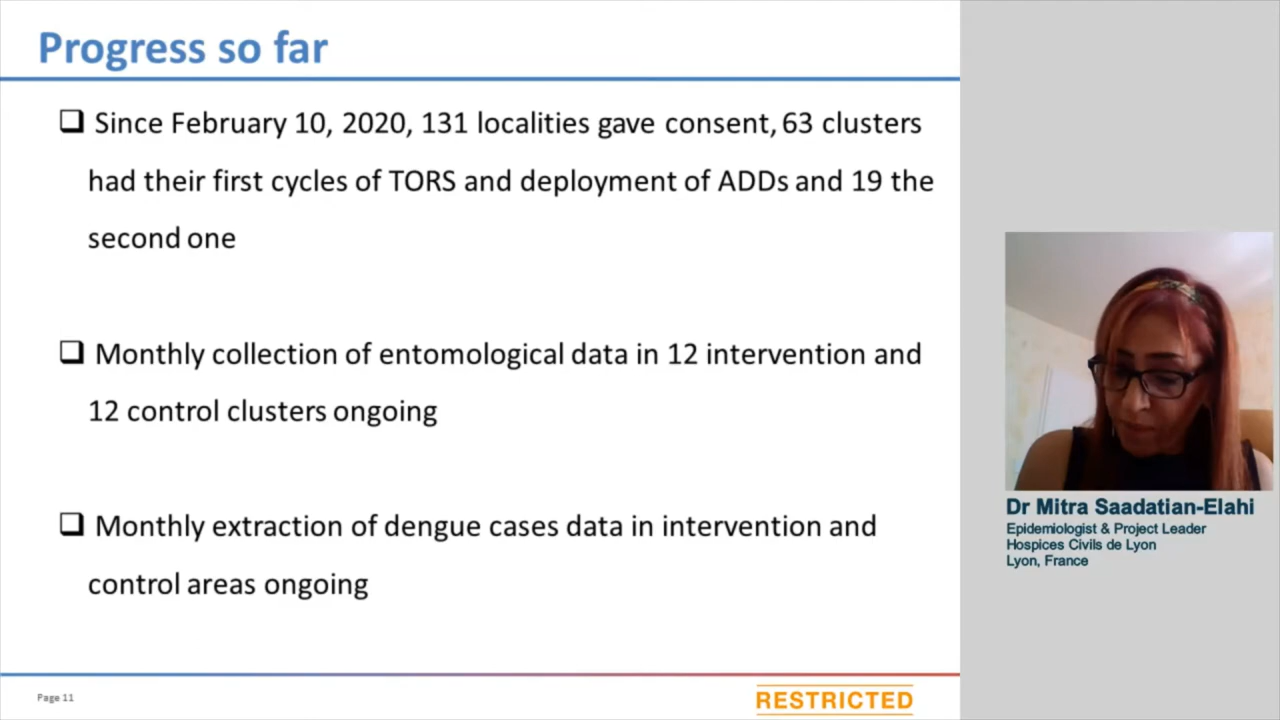 Progress so far
❑ Since February 10, 2020, 131 localities gave consent, 63 clusters
had their first cycles of TORS and deployment of ADDs and 19 the
second one
❑ Monthly collection of entomological data in 12 intervention and
12 control clusters ongoing
❑ Monthly extraction of dengue cases data in intervention and
control areas ongoing
Page 11
RESTRICTED
Dr Mitra Saadatian-Elahi
Epidemiologist & Project Leader
Hospices Civils de Lyon
Lyon, France